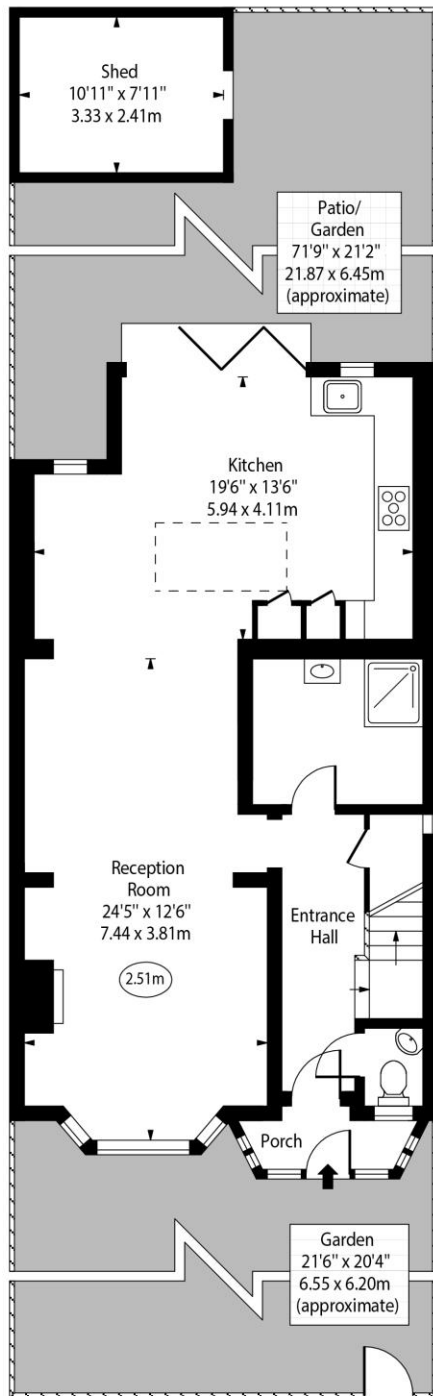 Shed
10'11" x 7'11"
3.33 x 2.41m
Patio/
Garden
71'9" x 21'2"
21.87 x 6.45m
(approximate)
Kitchen
19'6" x 13'6"
5.94 x 4.11m
Reception
Room
24'5" x 12'6"
7.44 x 3.81m
2.51m
Entrance
Hall
Porch
Garden
21'6" x 20'4"
6.55 x 6.20m
(approximate)